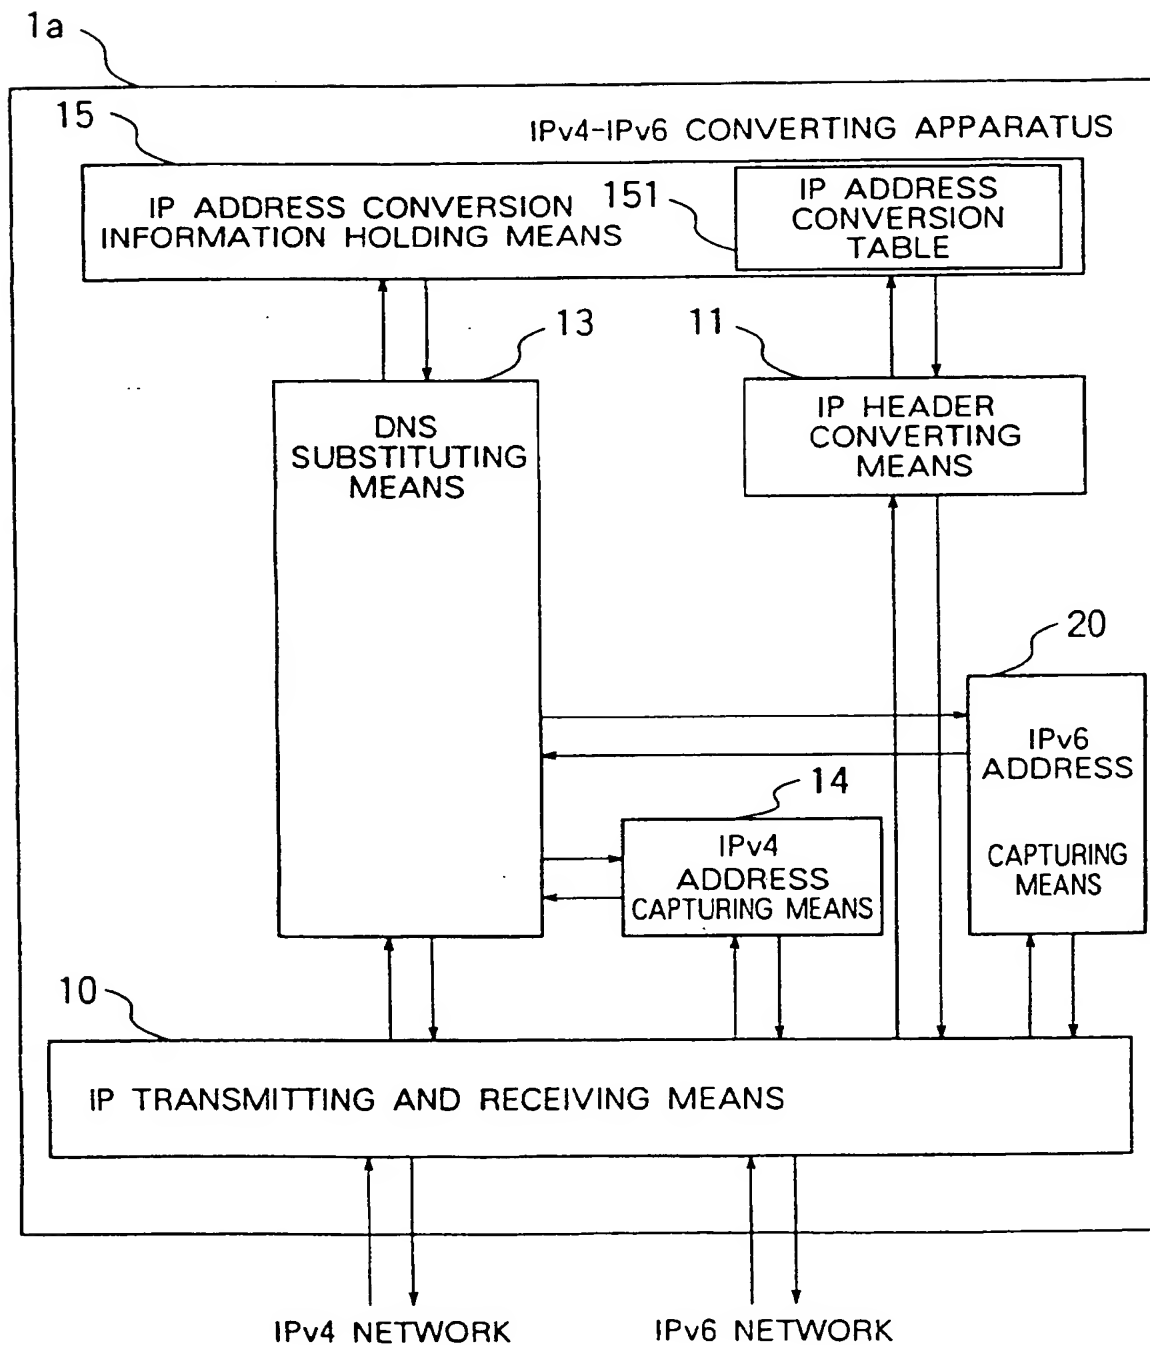 1a
15
IPv4-IPv6 CONVERTING APPARATUS
IP ADDRESS CONVERSION
INFORMATION HOLDING MEANS
151
IP ADDRESS
CONVERSION
TABLE
13
11
DNS
SUBSTITUTING
MEANS
IP HEADER
CONVERTING
MEANS
20
IPv6
ADDRESS
CAPTURING
MEANS
14
IPv4
ADDRESS
CAPTURING MEANS
10
IP TRANSMITTING AND RECEIVING MEANS
IPv4 NETWORK
IPv6 NETWORK